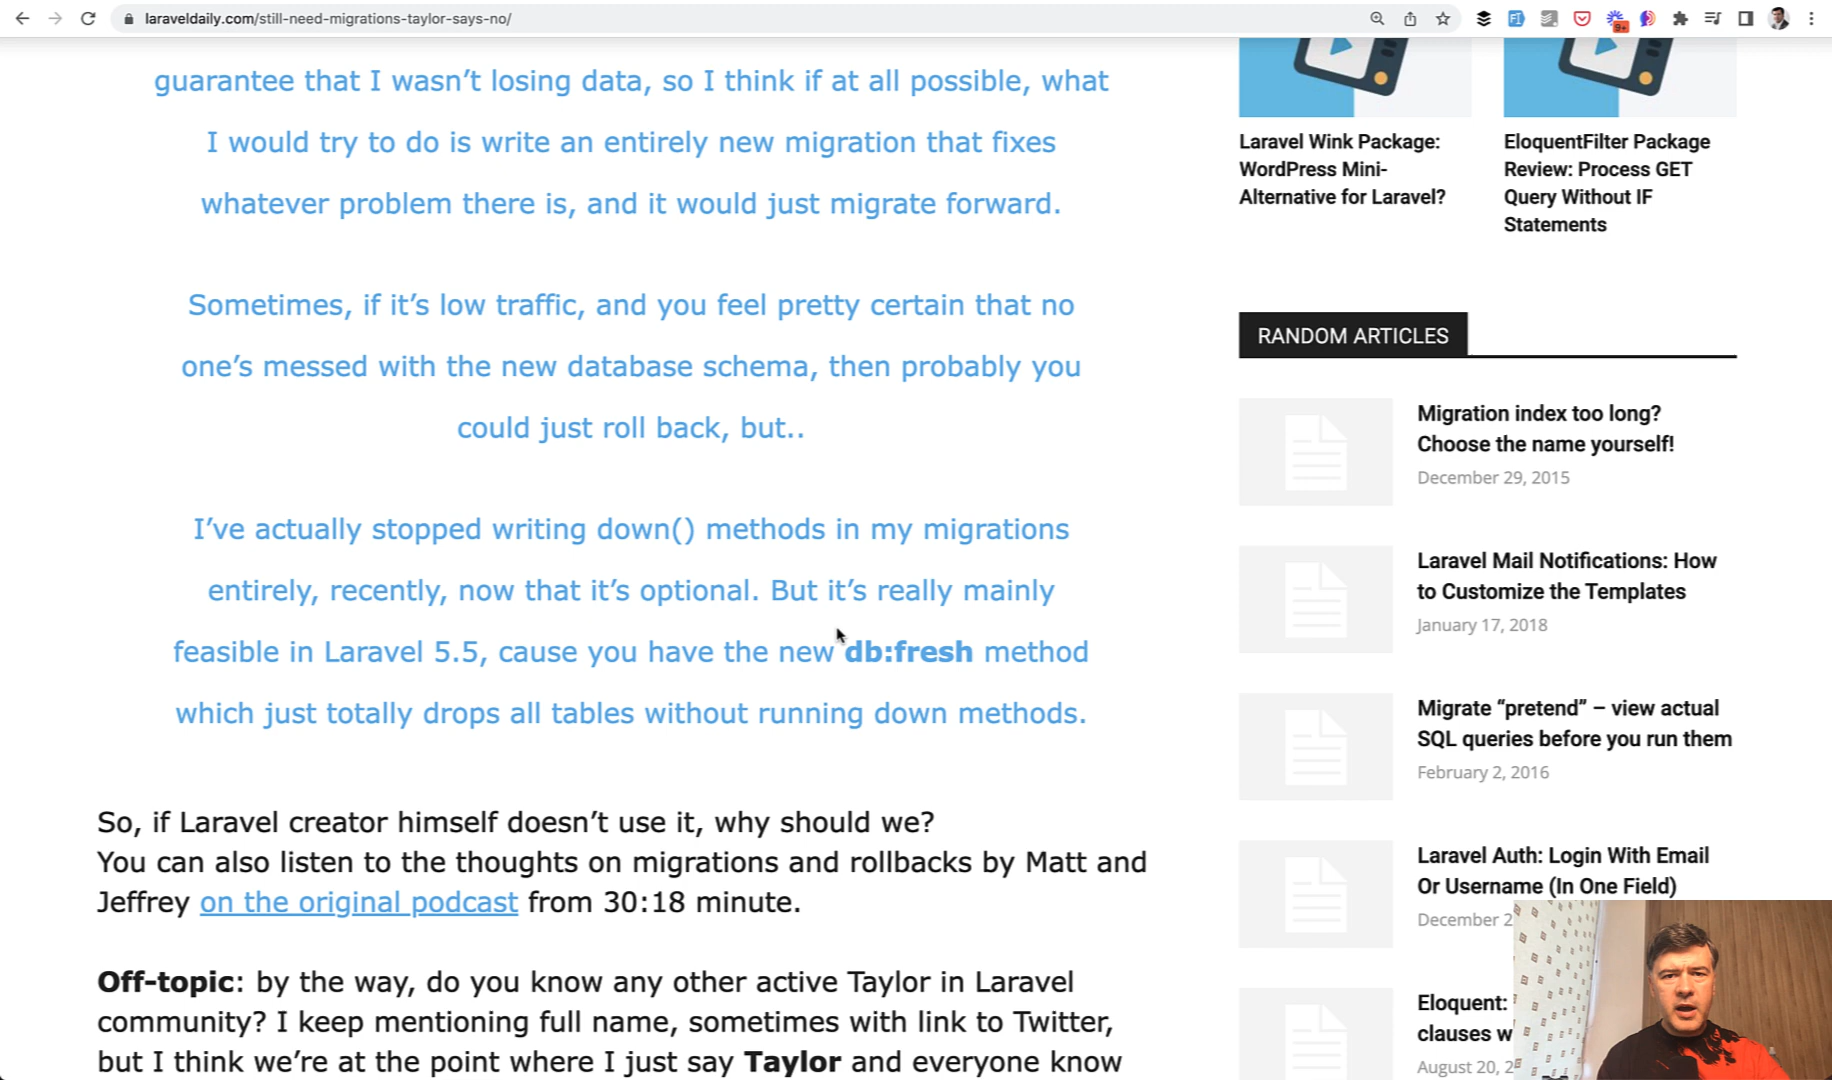 laraveldaily.com/still-need-migrations-taylor-says-no/
9+
guarantee that I wasn’t losing data, so I think if at all possible, what
I would try to do is write an entirely new migration that fixes
whatever problem there is, and it would just migrate forward.
Sometimes, if it’s low traffic, and you feel pretty certain that no
one’s messed with the new database schema, then probably you
could just roll back, but..
I’ve actually stopped writing down() methods in my migrations
entirely, recently, now that it’s optional. But it’s really mainly
feasible in Laravel 5.5, cause you have the new db:fresh method
which just totally drops all tables without running down methods.
So, if Laravel creator himself doesn’t use it, why should we?
You can also listen to the thoughts on migrations and rollbacks by Matt and
Jeffrey on the original podcast from 30:18 minute.
Off-topic: by the way, do you know any other active Taylor in Laravel
community? I keep mentioning full name, sometimes with link to Twitter,
but I think we’re at the point where I just say Taylor and everyone know
Laravel Wink Package:
WordPress Mini-
Alternative for Laravel?
EloquentFilter Package
Review: Process GET
Query Without IF
Statements
RANDOM ARTICLES
Migration index too long?
Choose the name yourself!
December 29, 2015
Laravel Mail Notifications: How
to Customize the Templates
January 17, 2018
Migrate “pretend” – view actual
SQL queries before you run them
February 2, 2016
Laravel Auth: Login With Email
Or Username (In One Field)
December 2
Eloquent:
clauses w
August 20, 2